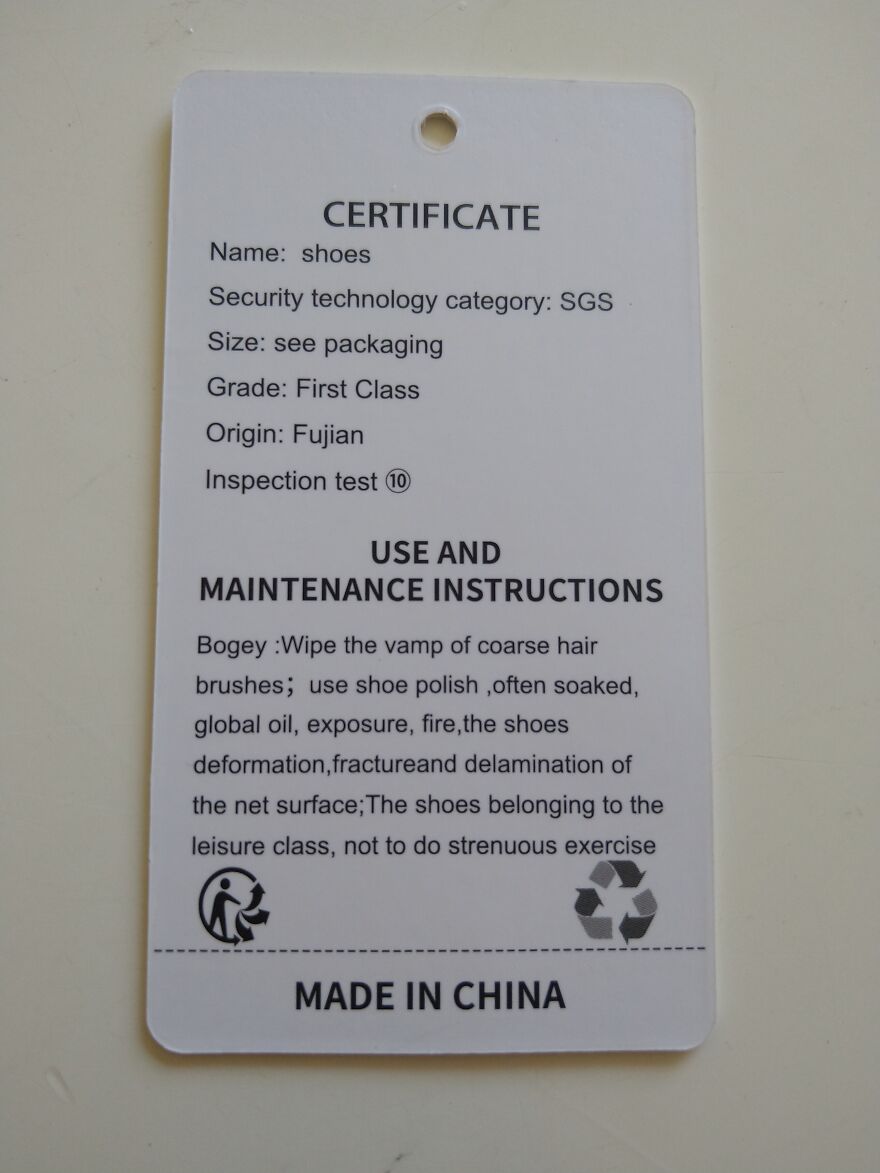 CERTIFICATE
Name: shoes
Security technology category: SGS
Size: see packaging
Grade: First Class
Origin: Fujian
Inspection test ⑩
USE AND
MAINTENANCE INSTRUCTIONS
Bogey :Wipe the vamp of coarse hair
brushes；use shoe polish ,often soaked,
global oil, exposure, fire,the shoes
deformation,fractureand delamination of
the net surface;The shoes belonging to the
leisure class, not to do strenuous exercise
MADE IN CHINA